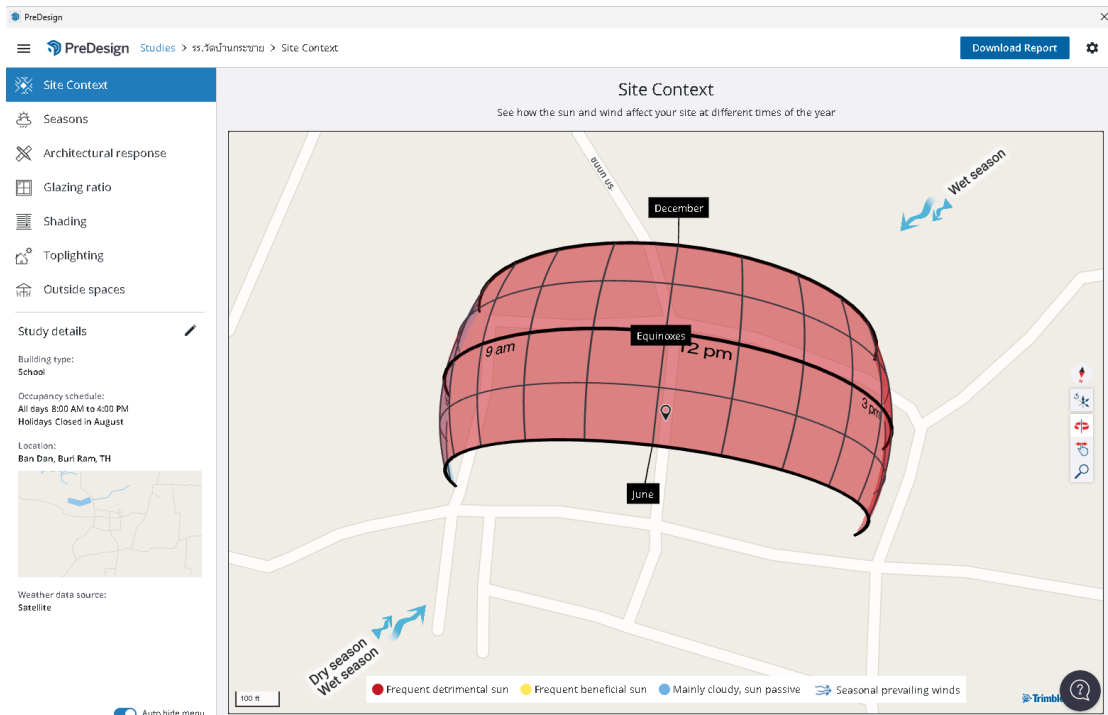 PreDesign
PreDesign
Studies > รร.วัดบ้านกระชาย > Site Context
Download Report
Site Context
Seasons
Architectural response
Glazing ratio
Shading
Toplighting
Outside spaces
Study details
Building type:
School
Occupancy schedule:
All days 8:00 AM to 4:00 PM
Holidays Closed in August
Location:
Ban Dan, Buri Ram, TH
Weather data source:
Satellite
Auto hide menu
Site Context
See how the sun and wind affect your site at different times of the year
Wet season
December
Equinoxes
9 am
12 pm
3 pm
June
Dry season
Wet season
100 ft
Frequent detrimental sun
Frequent beneficial sun
Mainly cloudy, sun passive
Seasonal prevailing winds